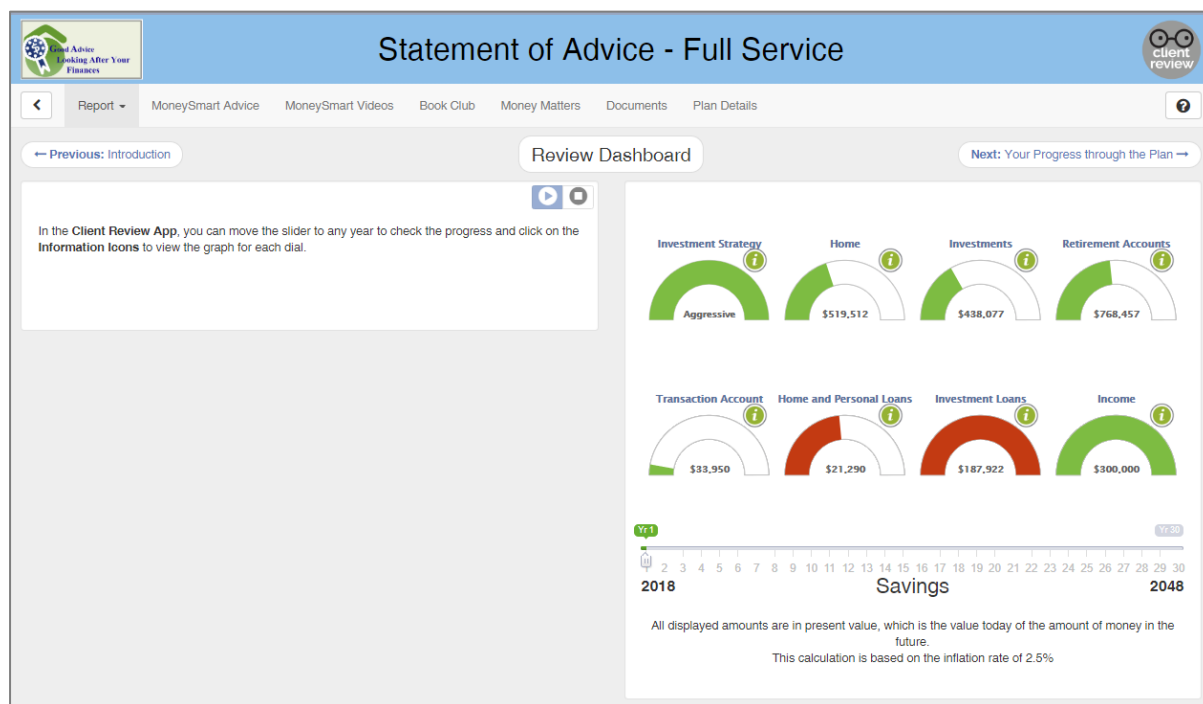 Good Advice
Looking After Your
Finances
Statement of Advice - Full Service
client
review
Report
MoneySmart Advice
MoneySmart Videos
Book Club
Money Matters
Documents
Plan Details
?
← Previous: Introduction
Review Dashboard
Next: Your Progress through the Plan →
In the Client Review App, you can move the slider to any year to check the progress and click on the
Information Icons to view the graph for each dial.
Investment Strategy
Home
Investments
Retirement Accounts
i
i
i
i
Aggressive
$519,512
$438,077
$768,457
Transaction Account
Home and Personal Loans
Investment Loans
Income
i
i
i
i
$33,950
$21,290
$187,922
$300,000
Yr 1
Yr 30
1 2 3 4 5 6 7 8 9 10 11 12 13 14 15 16 17 18 19 20 21 22 23 24 25 26 27 28 29 30
2018
Savings
2048
All displayed amounts are in present value, which is the value today of the amount of money in the
future.
This calculation is based on the inflation rate of 2.5%